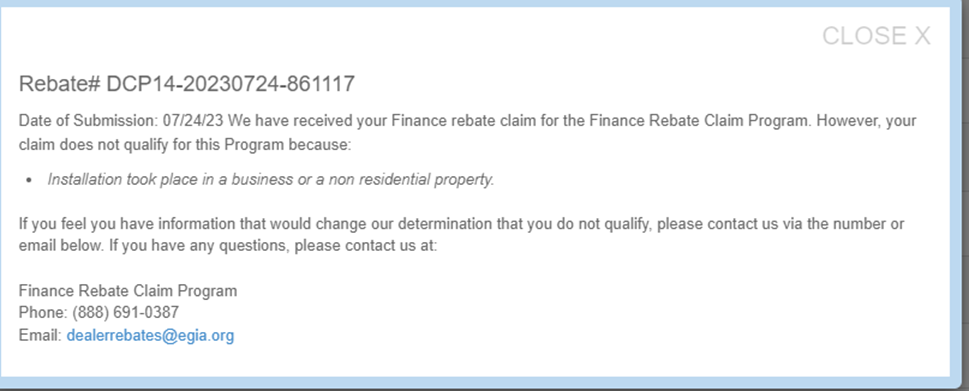 CLOSE X
Rebate# DCP14-20230724-861117
Date of Submission: 07/24/23 We have received your Finance rebate claim for the Finance Rebate Claim Program. However, your
claim does not qualify for this Program because:
• Installation took place in a business or a non residential property.
If you feel you have information that would change our determination that you do not qualify, please contact us via the number or
email below. If you have any questions, please contact us at:
Finance Rebate Claim Program
Phone: (888) 691-0387
Email: dealerrebates@egia.org